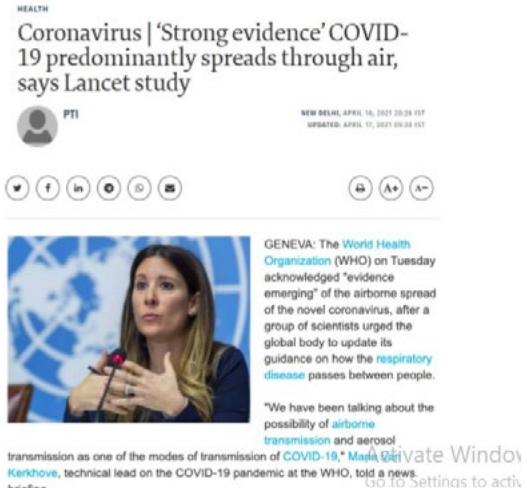 HEALTH
Coronavirus | ‘Strong evidence’ COVID-
19 predominantly spreads through air,
says Lancet study
PTI
NEW DELHI, APRIL 16, 2021 20:26 IST
UPDATED: APRIL 17, 2021 IST
A+
A-
GENEVA: The World Health
Organization (WHO) on Tuesday
acknowledged "evidence
emerging" of the airborne spread
of the novel coronavirus, after a
group of scientists urged the
global body to update its
guidance on how the respiratory
disease passes between people.
"We have been talking about the
possibility of airborne
transmission and aerosol
transmission as one of the modes of transmission of COVID-19," Maria Van
Kerkhove, technical lead on the COVID-19 pandemic at the WHO, told a news
briefing.
Activate Window
Go to Settings to activ